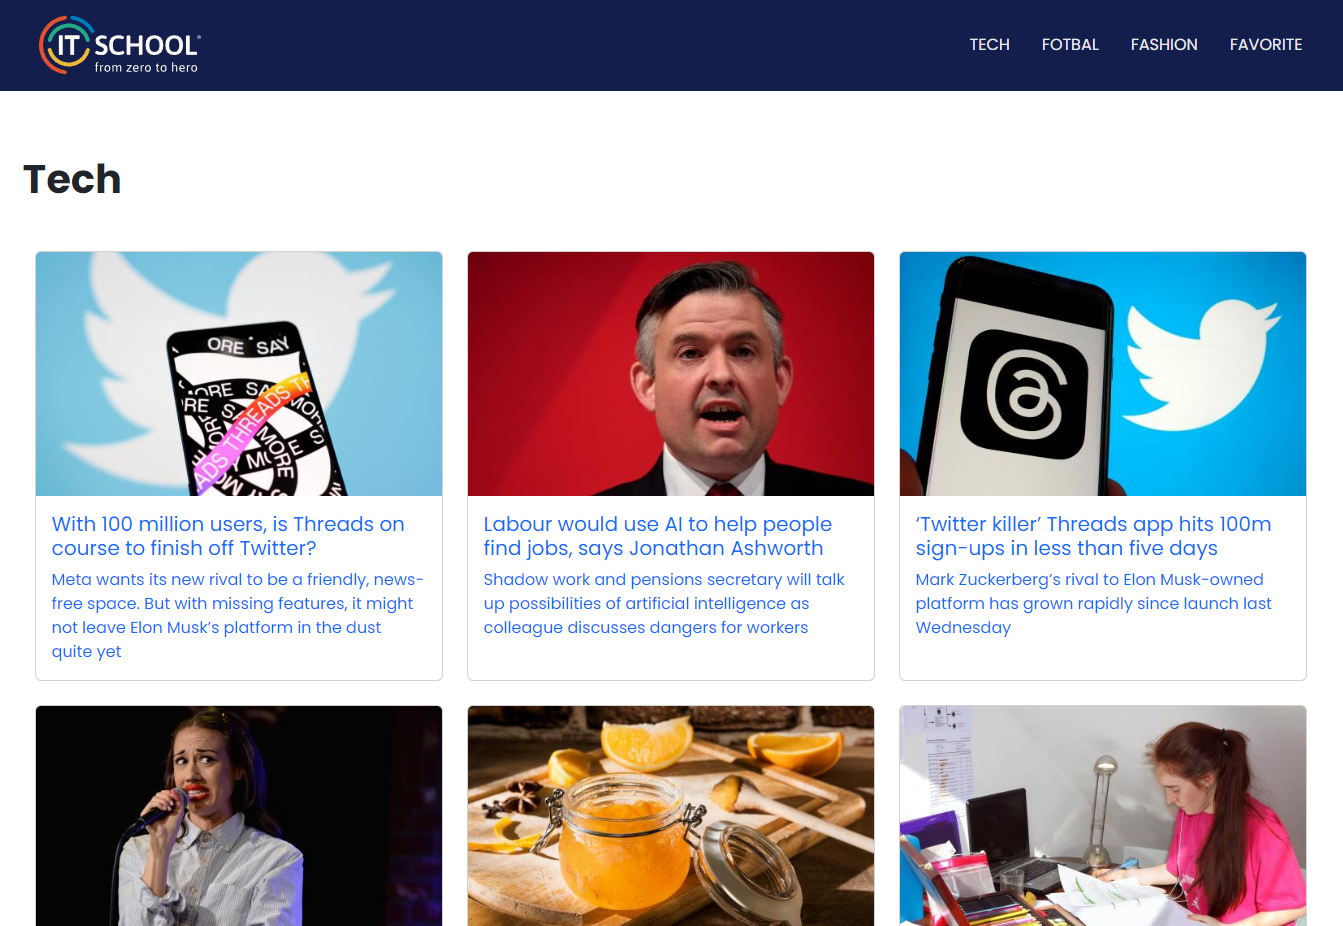 IT SCHOOL
from zero to hero
TECH FOTBAL FASHION FAVORITE
Tech
ORE SAY
MORE
THREADS
MORE
With 100 million users, is Threads on
course to finish off Twitter?
Meta wants its new rival to be a friendly, news-
free space. But with missing features, it might
not leave Elon Musk’s platform in the dust
quite yet
Labour would use AI to help people
find jobs, says Jonathan Ashworth
Shadow work and pensions secretary will talk
up possibilities of artificial intelligence as
colleague discusses dangers for workers
‘Twitter killer’ Threads app hits 100m
sign-ups in less than five days
Mark Zuckerberg’s rival to Elon Musk-owned
platform has grown rapidly since launch last
Wednesday